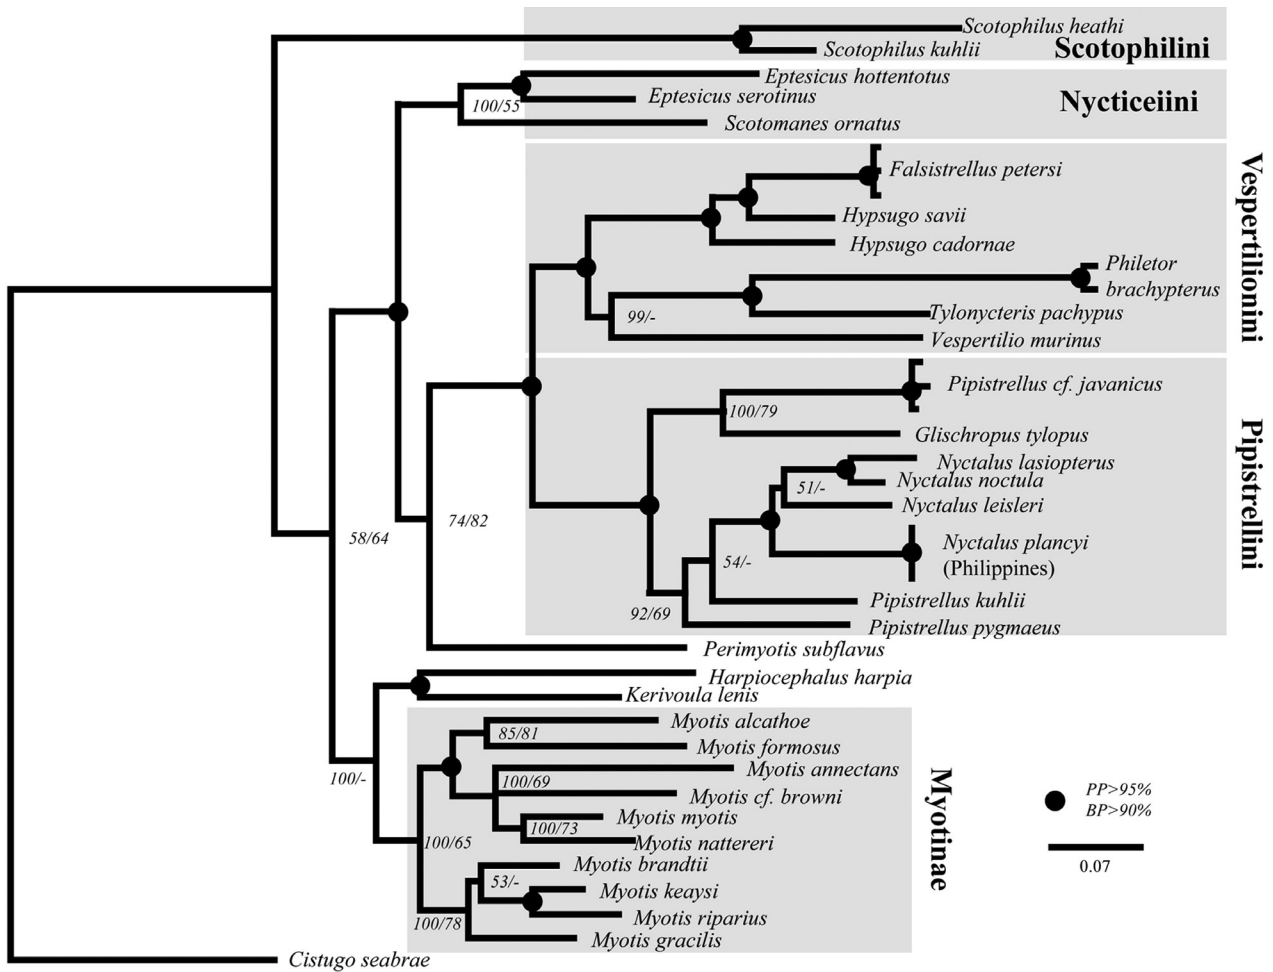 Scotophilus heathi
Scotophilus kuhlii
Scotophilini
Eptesicus hottentotus
Eptesicus serotinus
100/55
Nycticeiini
Scotomanes ornatus
Falsistrellus petersi
Hypsugo savii
Hypsugo cadornae
Philetor
brachypterus
99/-
Tylonycteris pachypus
Vespertilio murinus
Vespertilionini
Pipistrellus cf. javanicus
100/79
Glischropus tylopus
Nyctalus lasiopterus
Nyctalus noctula
51/-
Nyctalus leisleri
Nyctalus plancyi
(Philippines)
54/-
Pipistrellus kuhlii
92/69
Pipistrellus pygmaeus
Pipistrellini
74/82
58/64
Perimyotis subflavus
Harpiocephalus harpia
Kerivoula lenis
Myotis alcathoe
85/81
Myotis formosus
Myotis annectans
100/69
100/-
Myotis cf. browni
Myotis myotis
100/73
100/65
Myotis nattereri
Myotis brandtii
53/-
Myotis keaysi
Myotis riparius
100/78
Myotis gracilis
Myotinae
PP>95%
BP>90%
0.07
Cistugo seabrae